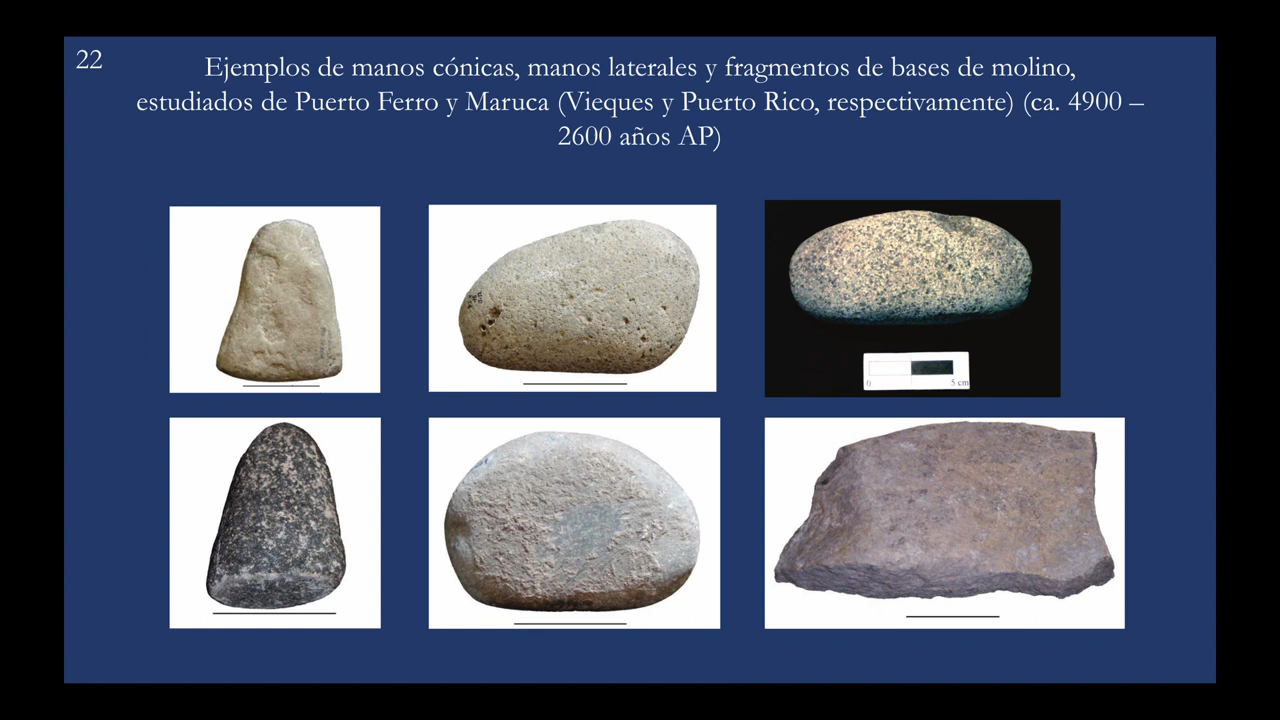 22
Ejemplos de manos cónicas, manos laterales y fragmentos de bases de molino,
estudiados de Puerto Ferro y Maruca (Vieques y Puerto Rico, respectivamente) (ca. 4900 –
2600 años AP)
0 5 cm